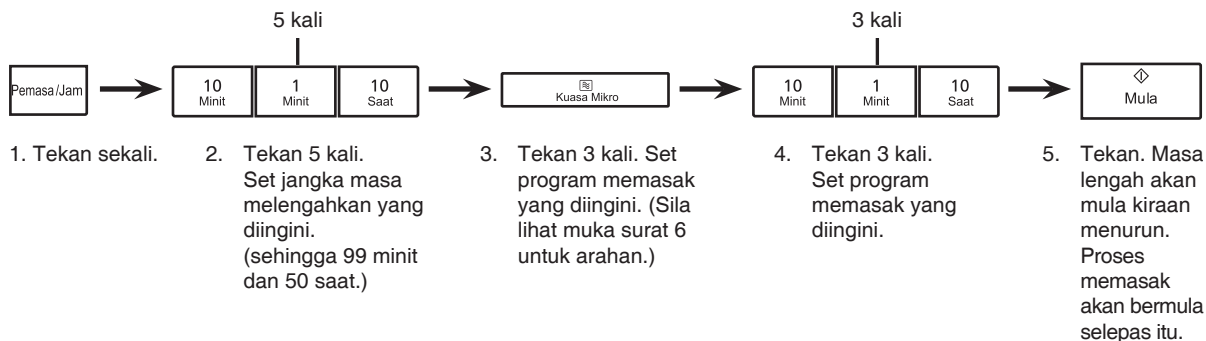 5 kali
3 kali
Pemasa/Jam
10 Minit
1 Minit
10 Saat
Kuasa Mikro
10 Minit
1 Minit
10 Saat
Mula
1. Tekan sekali.
2. Tekan 5 kali.
Set jangka masa
melengahkan yang
diingini.
(sehingga 99 minit
dan 50 saat.)
3. Tekan 3 kali. Set
program memasak
yang diingini. (Sila
lihat muka surat 6
untuk arahan.)
4. Tekan 3 kali.
Set program
memasak yang
diingini.
5. Tekan. Masa
lengah akan
mula kiraan
menurun.
Proses
memasak
akan bermula
selepas itu.